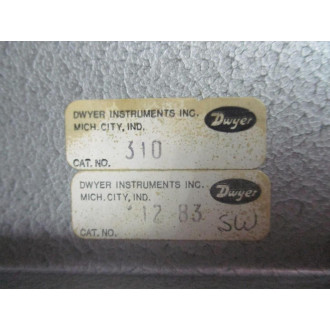 DWYER INSTRUMENTS INC.
MICH. CITY, IND.
Dwyer
CAT. NO. 310
DWYER INSTRUMENTS INC.
MICH. CITY, IND.
Dwyer
CAT. NO. 12 83 SW